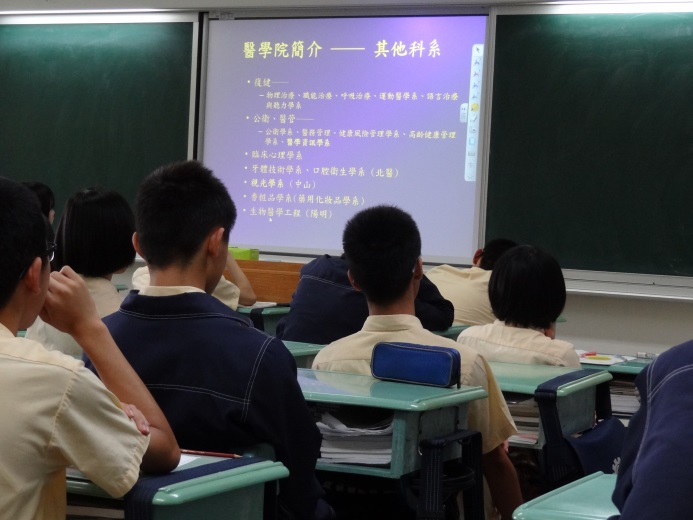 醫學院簡介 —— 其他科系
• 復健——
– 物理治療、職能治療、呼吸治療、運動醫學系、語言治療
與聽力學系
• 公衛、醫管——
– 公衛學系、醫務管理、健康風險管理學系、高齡健康管理
學系、醫學資訊學系
• 臨床心理學系
• 牙體技術學系、口腔衛生學系（北醫）
• 視光學系（中山）
• 香粧品學系(藥用化妝品學系)
• 生物醫學工程（陽明）